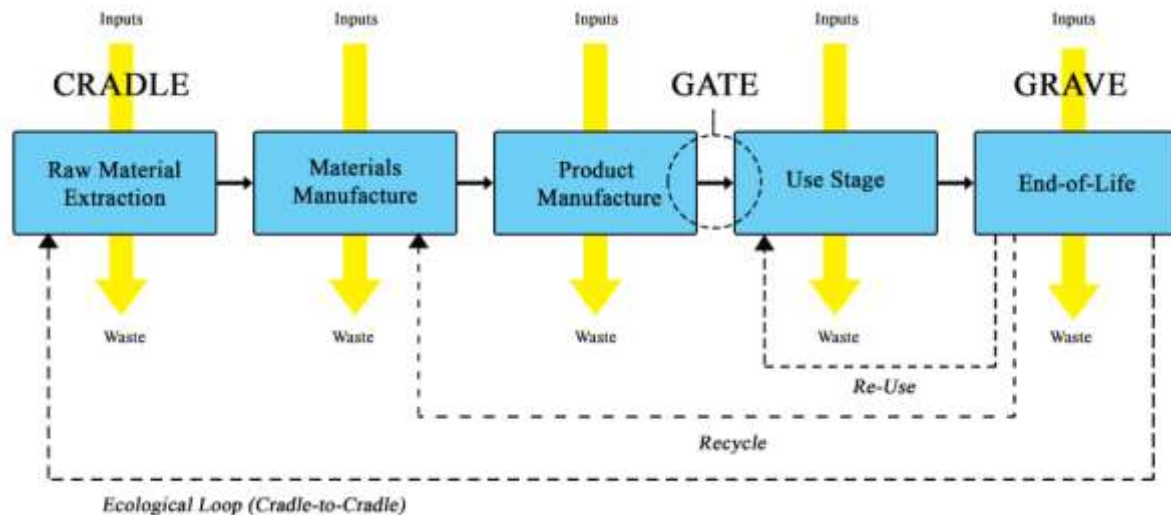 Inputs
Inputs
Inputs
Inputs
Inputs
CRADLE
GATE
GRAVE
Raw Material
Extraction
Materials
Manufacture
Product
Manufacture
Use Stage
End-of-Life
Waste
Waste
Waste
Waste
Waste
Re-Use
Recycle
Ecological Loop (Cradle-to-Cradle)